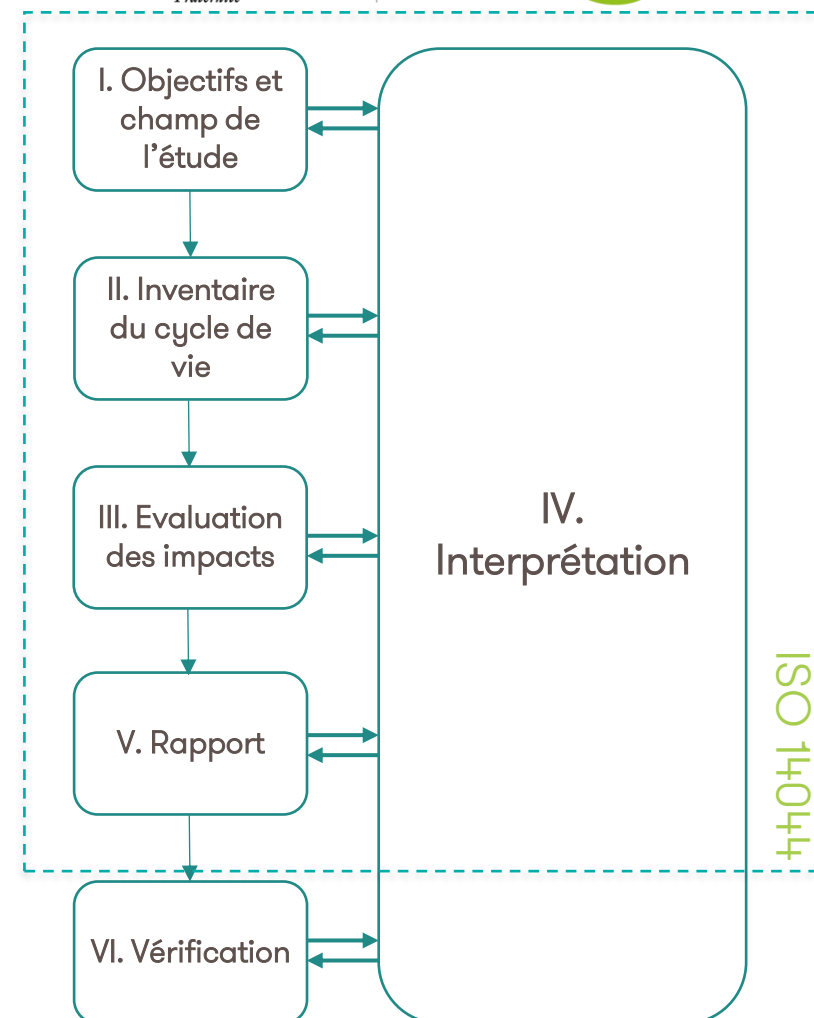 I. Objectifs et
champ de
l'étude
II. Inventaire
du cycle de
vie
III. Evaluation
des impacts
IV.
Interprétation
V. Rapport
ISO 14044
VI. Vérification